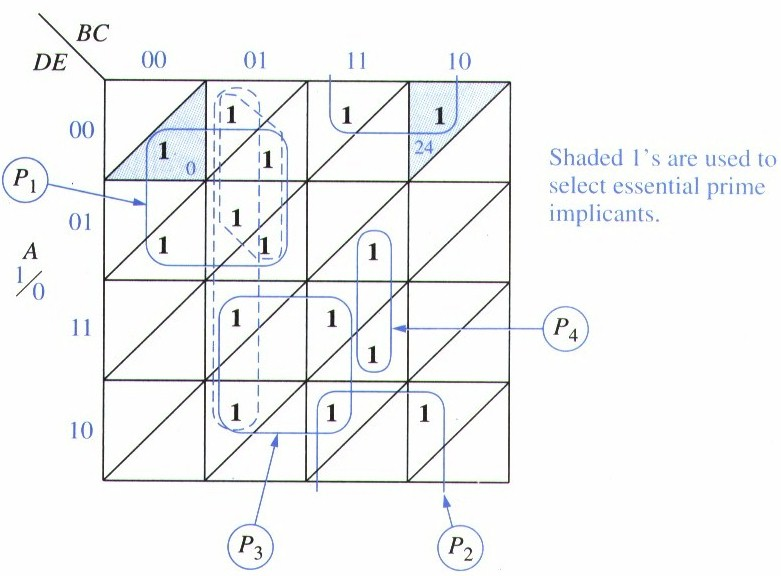 BC
DE
00 01 11 10
00
1 1 1
24
1 0 1
P1
Shaded 1's are used to
select essential prime
implicants.
01
1
1 1 1
A
1/0
11
1 1
1
P4
10
1 1 1
P3
P2